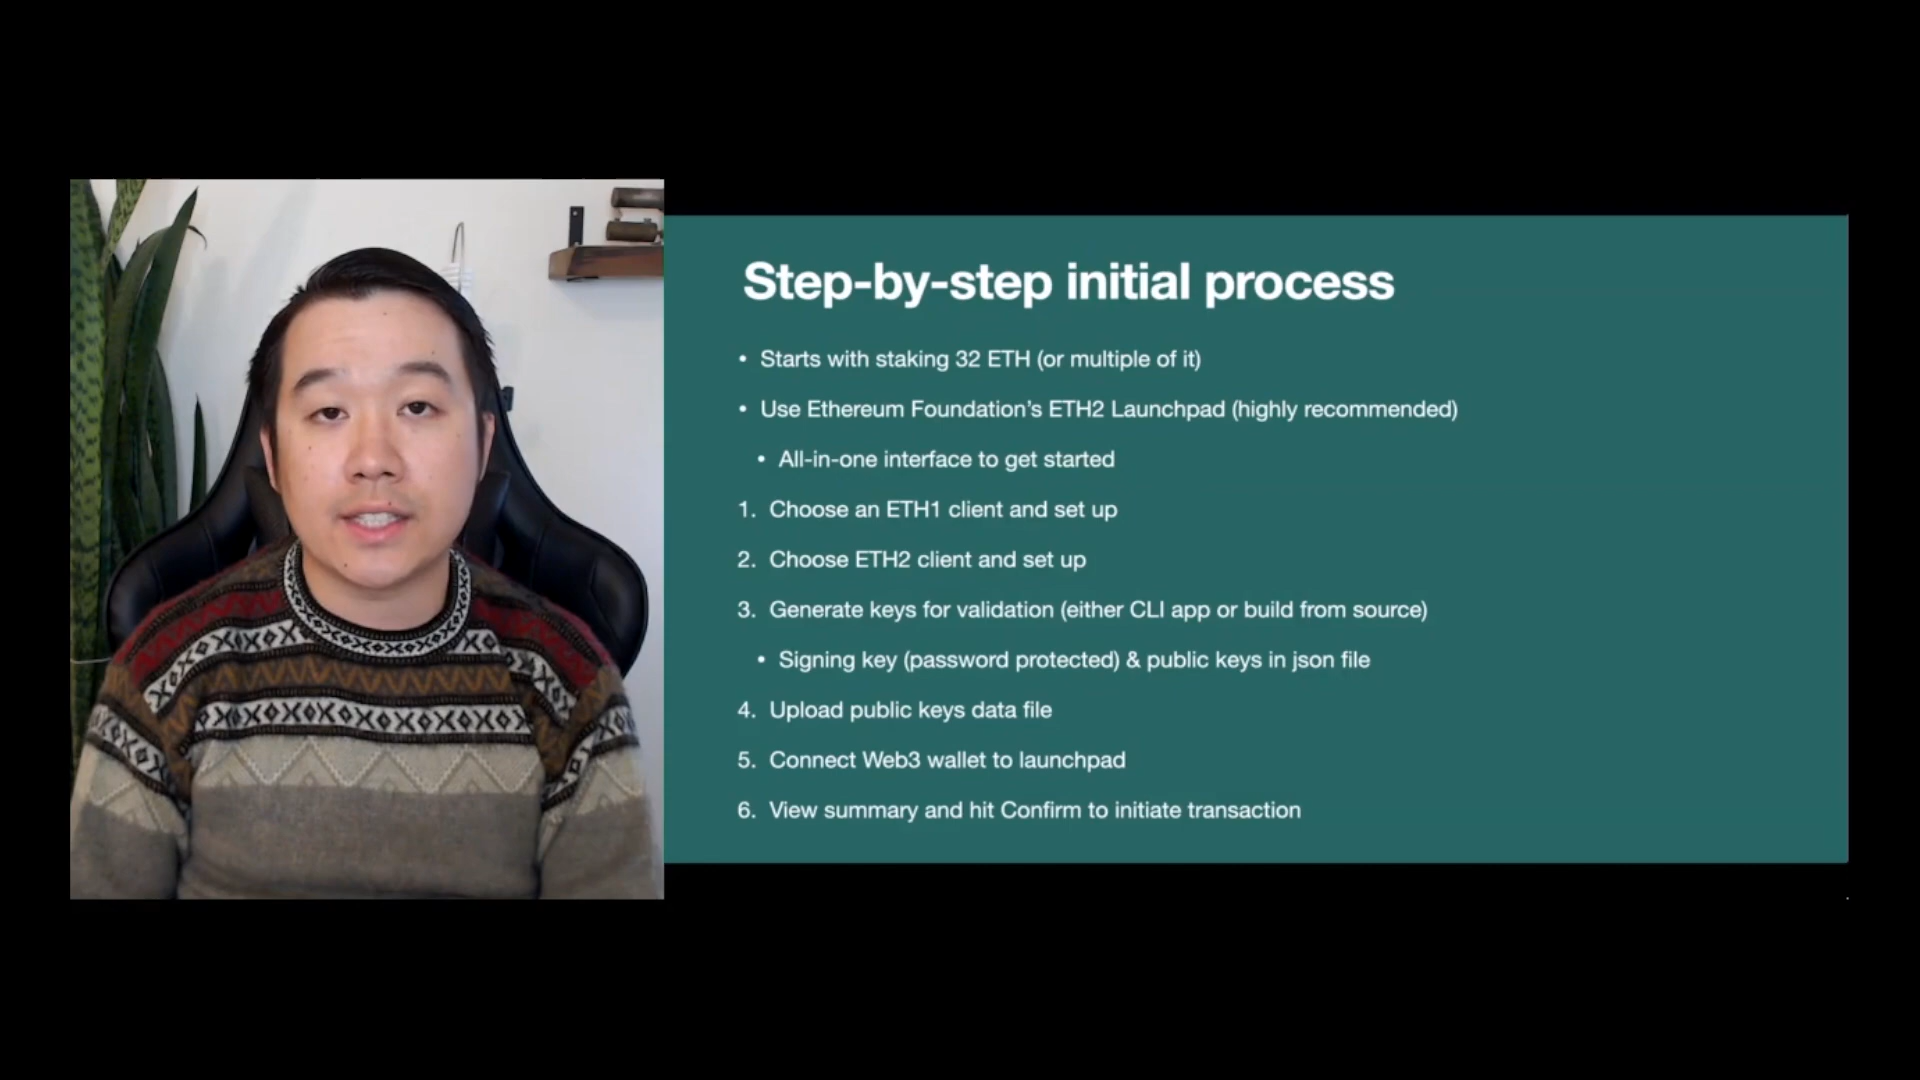 Step-by-step initial process
• Starts with staking 32 ETH (or multiple of it)
• Use Ethereum Foundation’s ETH2 Launchpad (highly recommended)
• All-in-one interface to get started
1. Choose an ETH1 client and set up
2. Choose ETH2 client and set up
3. Generate keys for validation (either CLI app or build from source)
• Signing key (password protected) & public keys in json file
4. Upload public keys data file
5. Connect Web3 wallet to launchpad
6. View summary and hit Confirm to initiate transaction